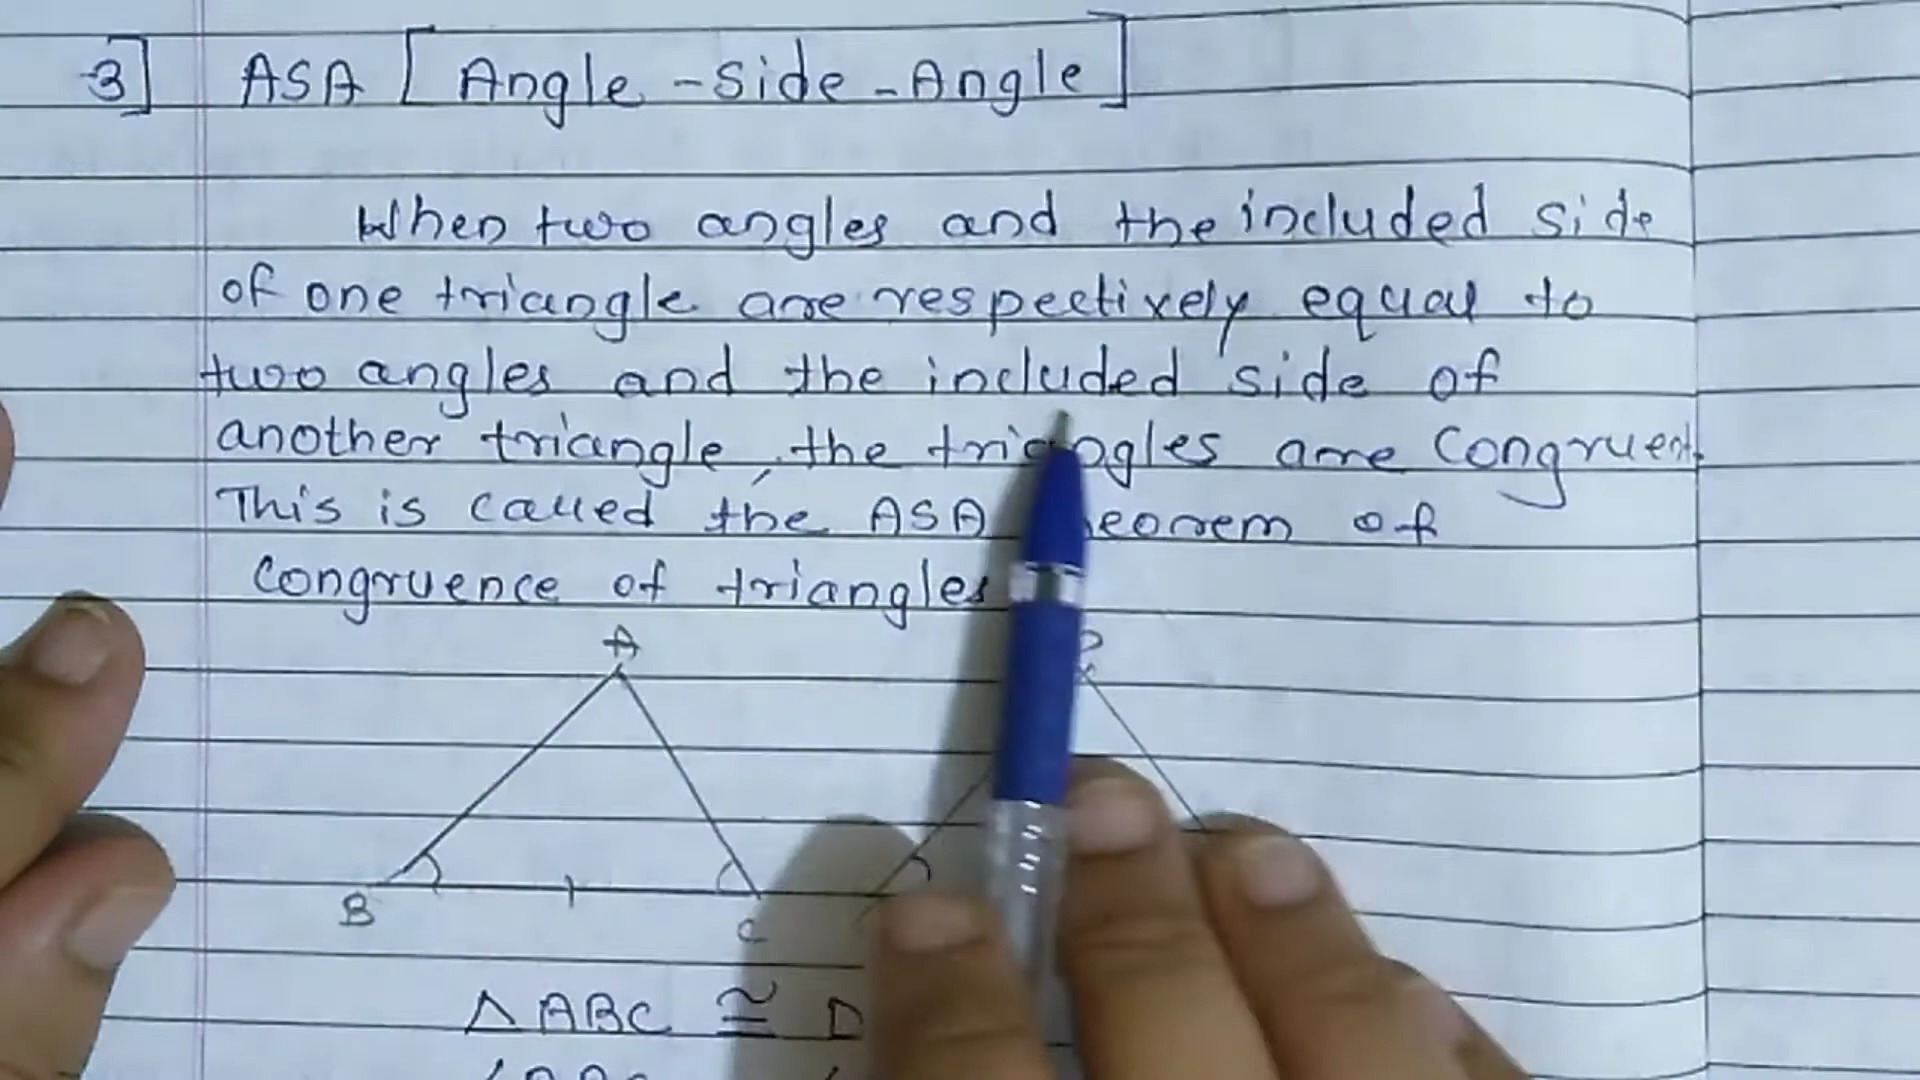 3] ASA [Angle-Side-Angle]
When two angles and the included side
of one triangle are respectively equal to
two angles and the included side of
another triangle, the triangles are congruent.
This is called the ASA eorem of
Congruence of triangles
A
B
C
△ABC ≅